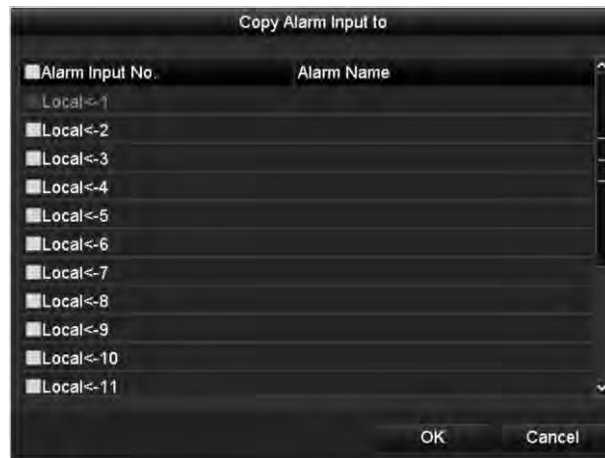 Copy Alarm Input to
Alarm Input No. Alarm Name
Local<-1
Local<-2
Local<-3
Local<-4
Local<-5
Local<-6
Local<-7
Local<-8
Local<-9
Local<-10
Local<-11
OK Cancel